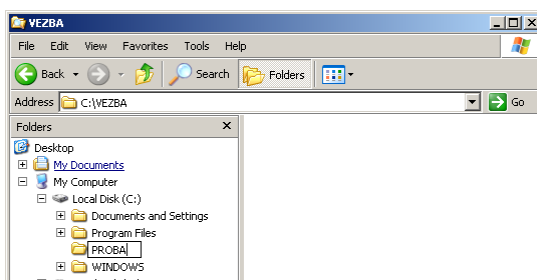 VEZBA
File Edit View Favorites Tools Help
Back Search Folders
Address C:\VEZBA Go
Folders
Desktop
My Documents
My Computer
Local Disk (C:)
Documents and Settings
Program Files
PROBA
WINDOWS